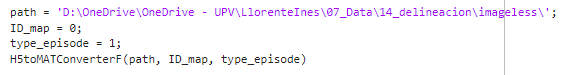 path = 'D:\OneDrive\OneDrive - UPV\LlorenteInes\07_Data\14_delineacion\imageless\';
ID_map = 0;
type_episode = 1;
H5toMATConverterF(path, ID_map, type_episode)